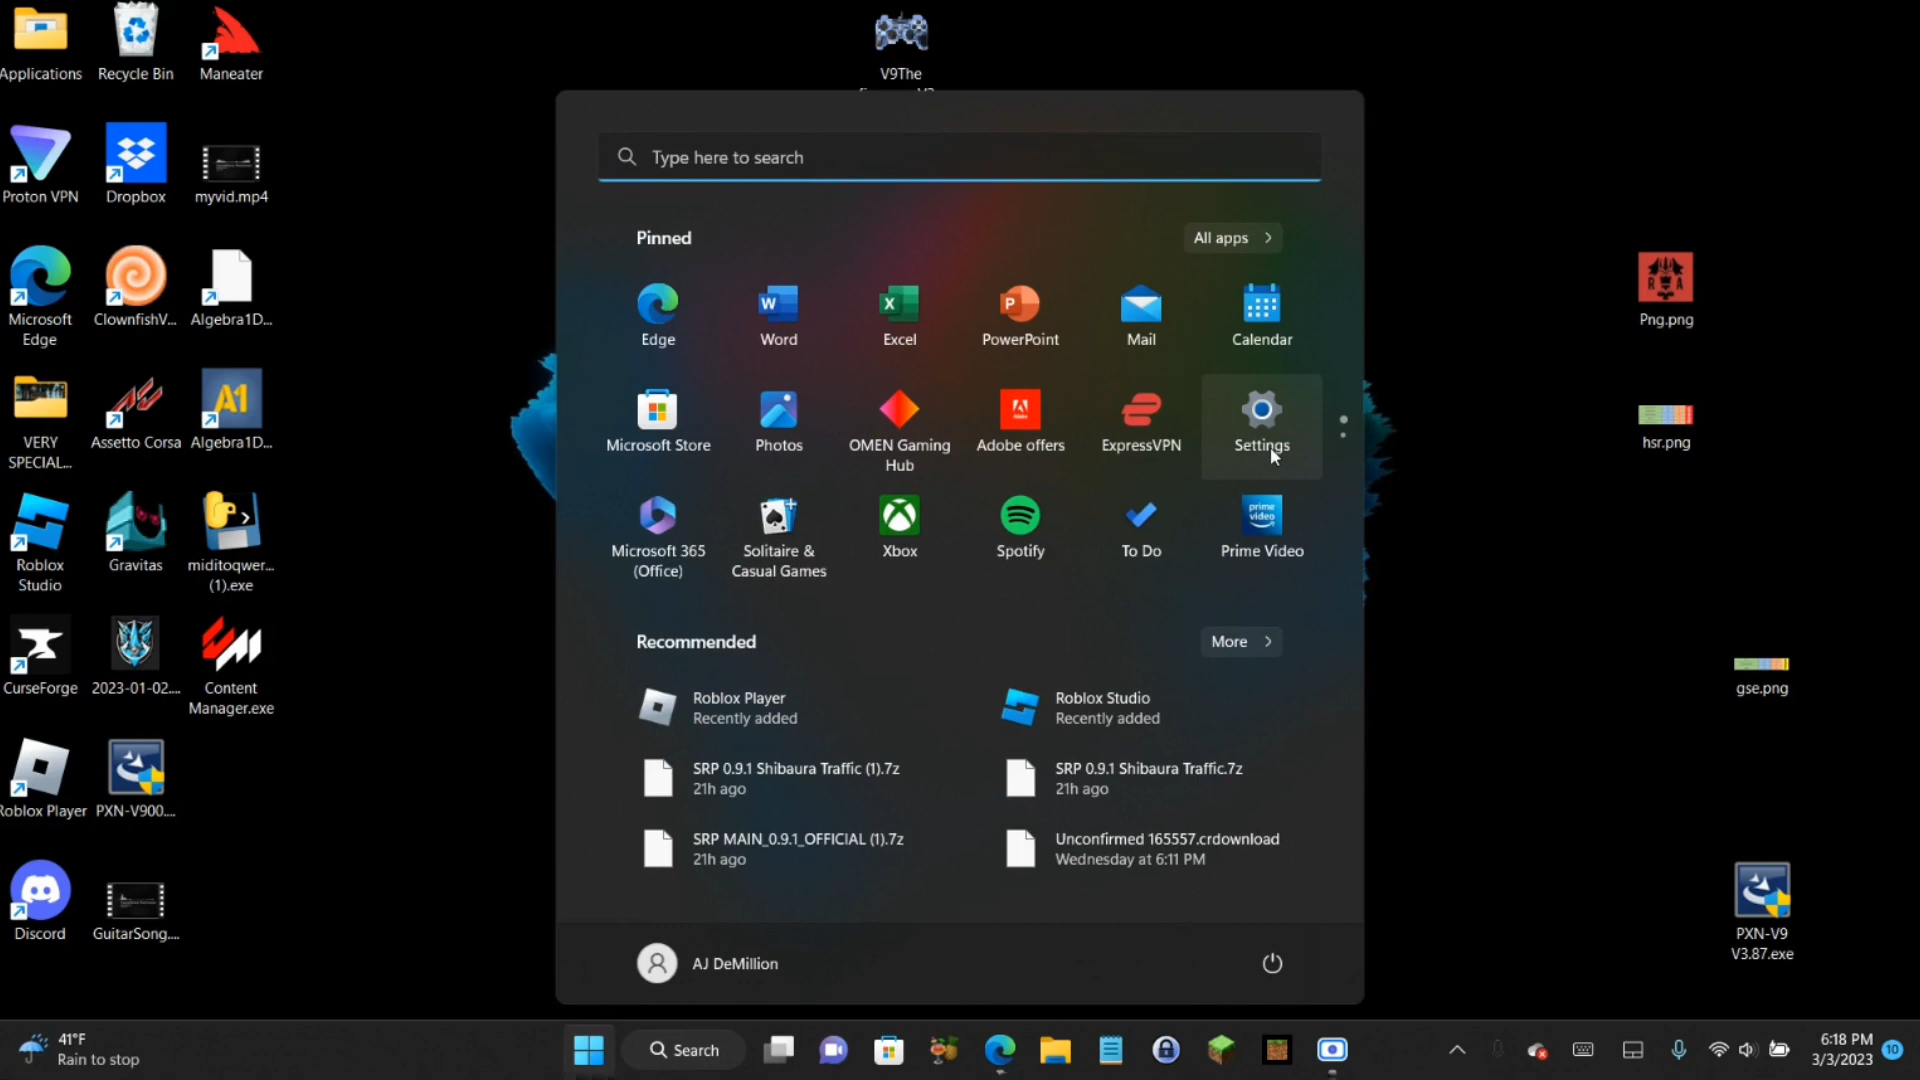 Applications
Recycle Bin
Maneater
V9The
Type here to search
Proton VPN
Dropbox
myvid.mp4
Pinned
All apps
Microsoft
Edge
ClownfishV...
Algebra1D...
Edge
Word
Excel
PowerPoint
Mail
Calendar
Png.png
VERY
SPECIAL...
Assetto Corsa
Algebra1D...
Microsoft Store
Photos
OMEN Gaming
Hub
Adobe offers
ExpressVPN
Settings
hsr.png
Roblox
Studio
Gravitas
miditoqwer...
(1).exe
Microsoft 365
(Office)
Solitaire &
Casual Games
Xbox
Spotify
To Do
prime
video
Prime Video
CurseForge
2023-01-02....
Content
Manager.exe
Recommended
More
gse.png
Roblox Player
Recently added
Roblox Studio
Recently added
Roblox Player
PXN-V900....
SRP 0.9.1 Shibaura Traffic (1).7z
21h ago
SRP 0.9.1 Shibaura Traffic.7z
21h ago
SRP MAIN_0.9.1_OFFICIAL (1).7z
21h ago
Unconfirmed 165557.crdownload
Wednesday at 6:11 PM
Discord
GuitarSong....
PXN-V9
V3.87.exe
AJ DeMillion
41°F
Rain to stop
Search
6:18 PM
3/3/2023
10